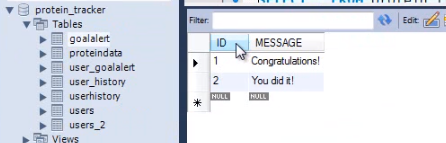 protein_tracker
Tables
goalalert
proteindata
user_goalalert
user_history
userhistory
users
users_2
Views
Filter:
Edit:
ID MESSAGE
1 Congratulations!
2 You did it!
NULL NULL